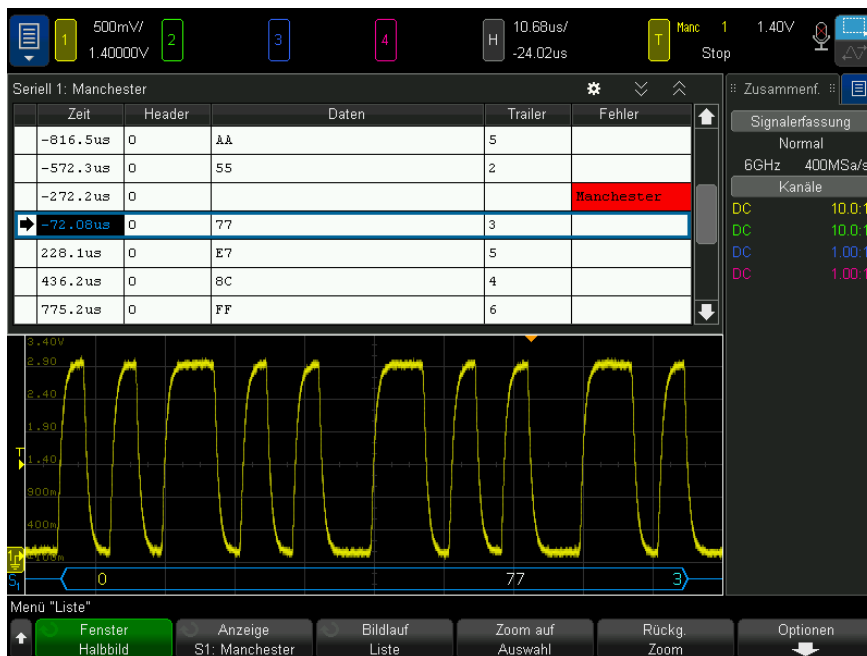 1 500mV/ 1.40000V 2 3 4 H 10.68us/ -24.02us T Manc 1 1.40V Stop
Seriell 1: Manchester
Zeit Header Daten Trailer Fehler
-816.5us 0 AA 5
-572.3us 0 55 2
-272.2us 0 Manchester
-72.08us 0 77 3
228.1us 0 E7 5
436.2us 0 8C 4
775.2us 0 FF 6
Zusammenf.
Signalerfassung
Normal
6GHz 400MSa/s
Kanäle
DC 10.0:1
DC 10.0:1
DC 1.00:1
DC 1.00:1
3.40V
2.90
2.40
1.90
T
1.40
900m
400m
1
-100m
S1 0 77 3
Menü "Liste"
Fenster
Halbbild
Anzeige
S1: Manchester
Bildlauf
Liste
Zoom auf
Auswahl
Rückg.
Zoom
Optionen